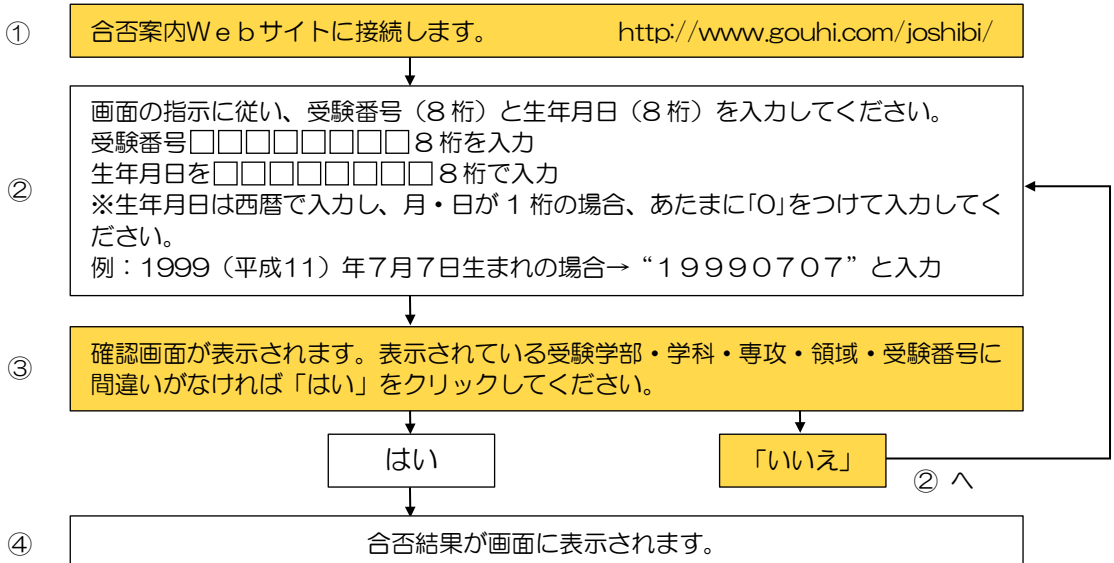 ①
合否案内Ｗｅｂサイトに接続します。 http://www.gouhi.com/joshibi/
②
画面の指示に従い、受験番号（8桁）と生年月日（8桁）を入力してください。
受験番号□□□□□□□□8桁を入力
生年月日を□□□□□□□□8桁で入力
※生年月日は西暦で入力し、月・日が 1 桁の場合、あたまに｢0｣をつけて入力してく
ださい。
例：1999（平成11）年７月７日生まれの場合→“１９９９０７０７”と入力
③
確認画面が表示されます。表示されている受験学部・学科・専攻・領域・受験番号に
間違いがなければ「はい」をクリックしてください。
はい
「いいえ」
② へ
④
合否結果が画面に表示されます。